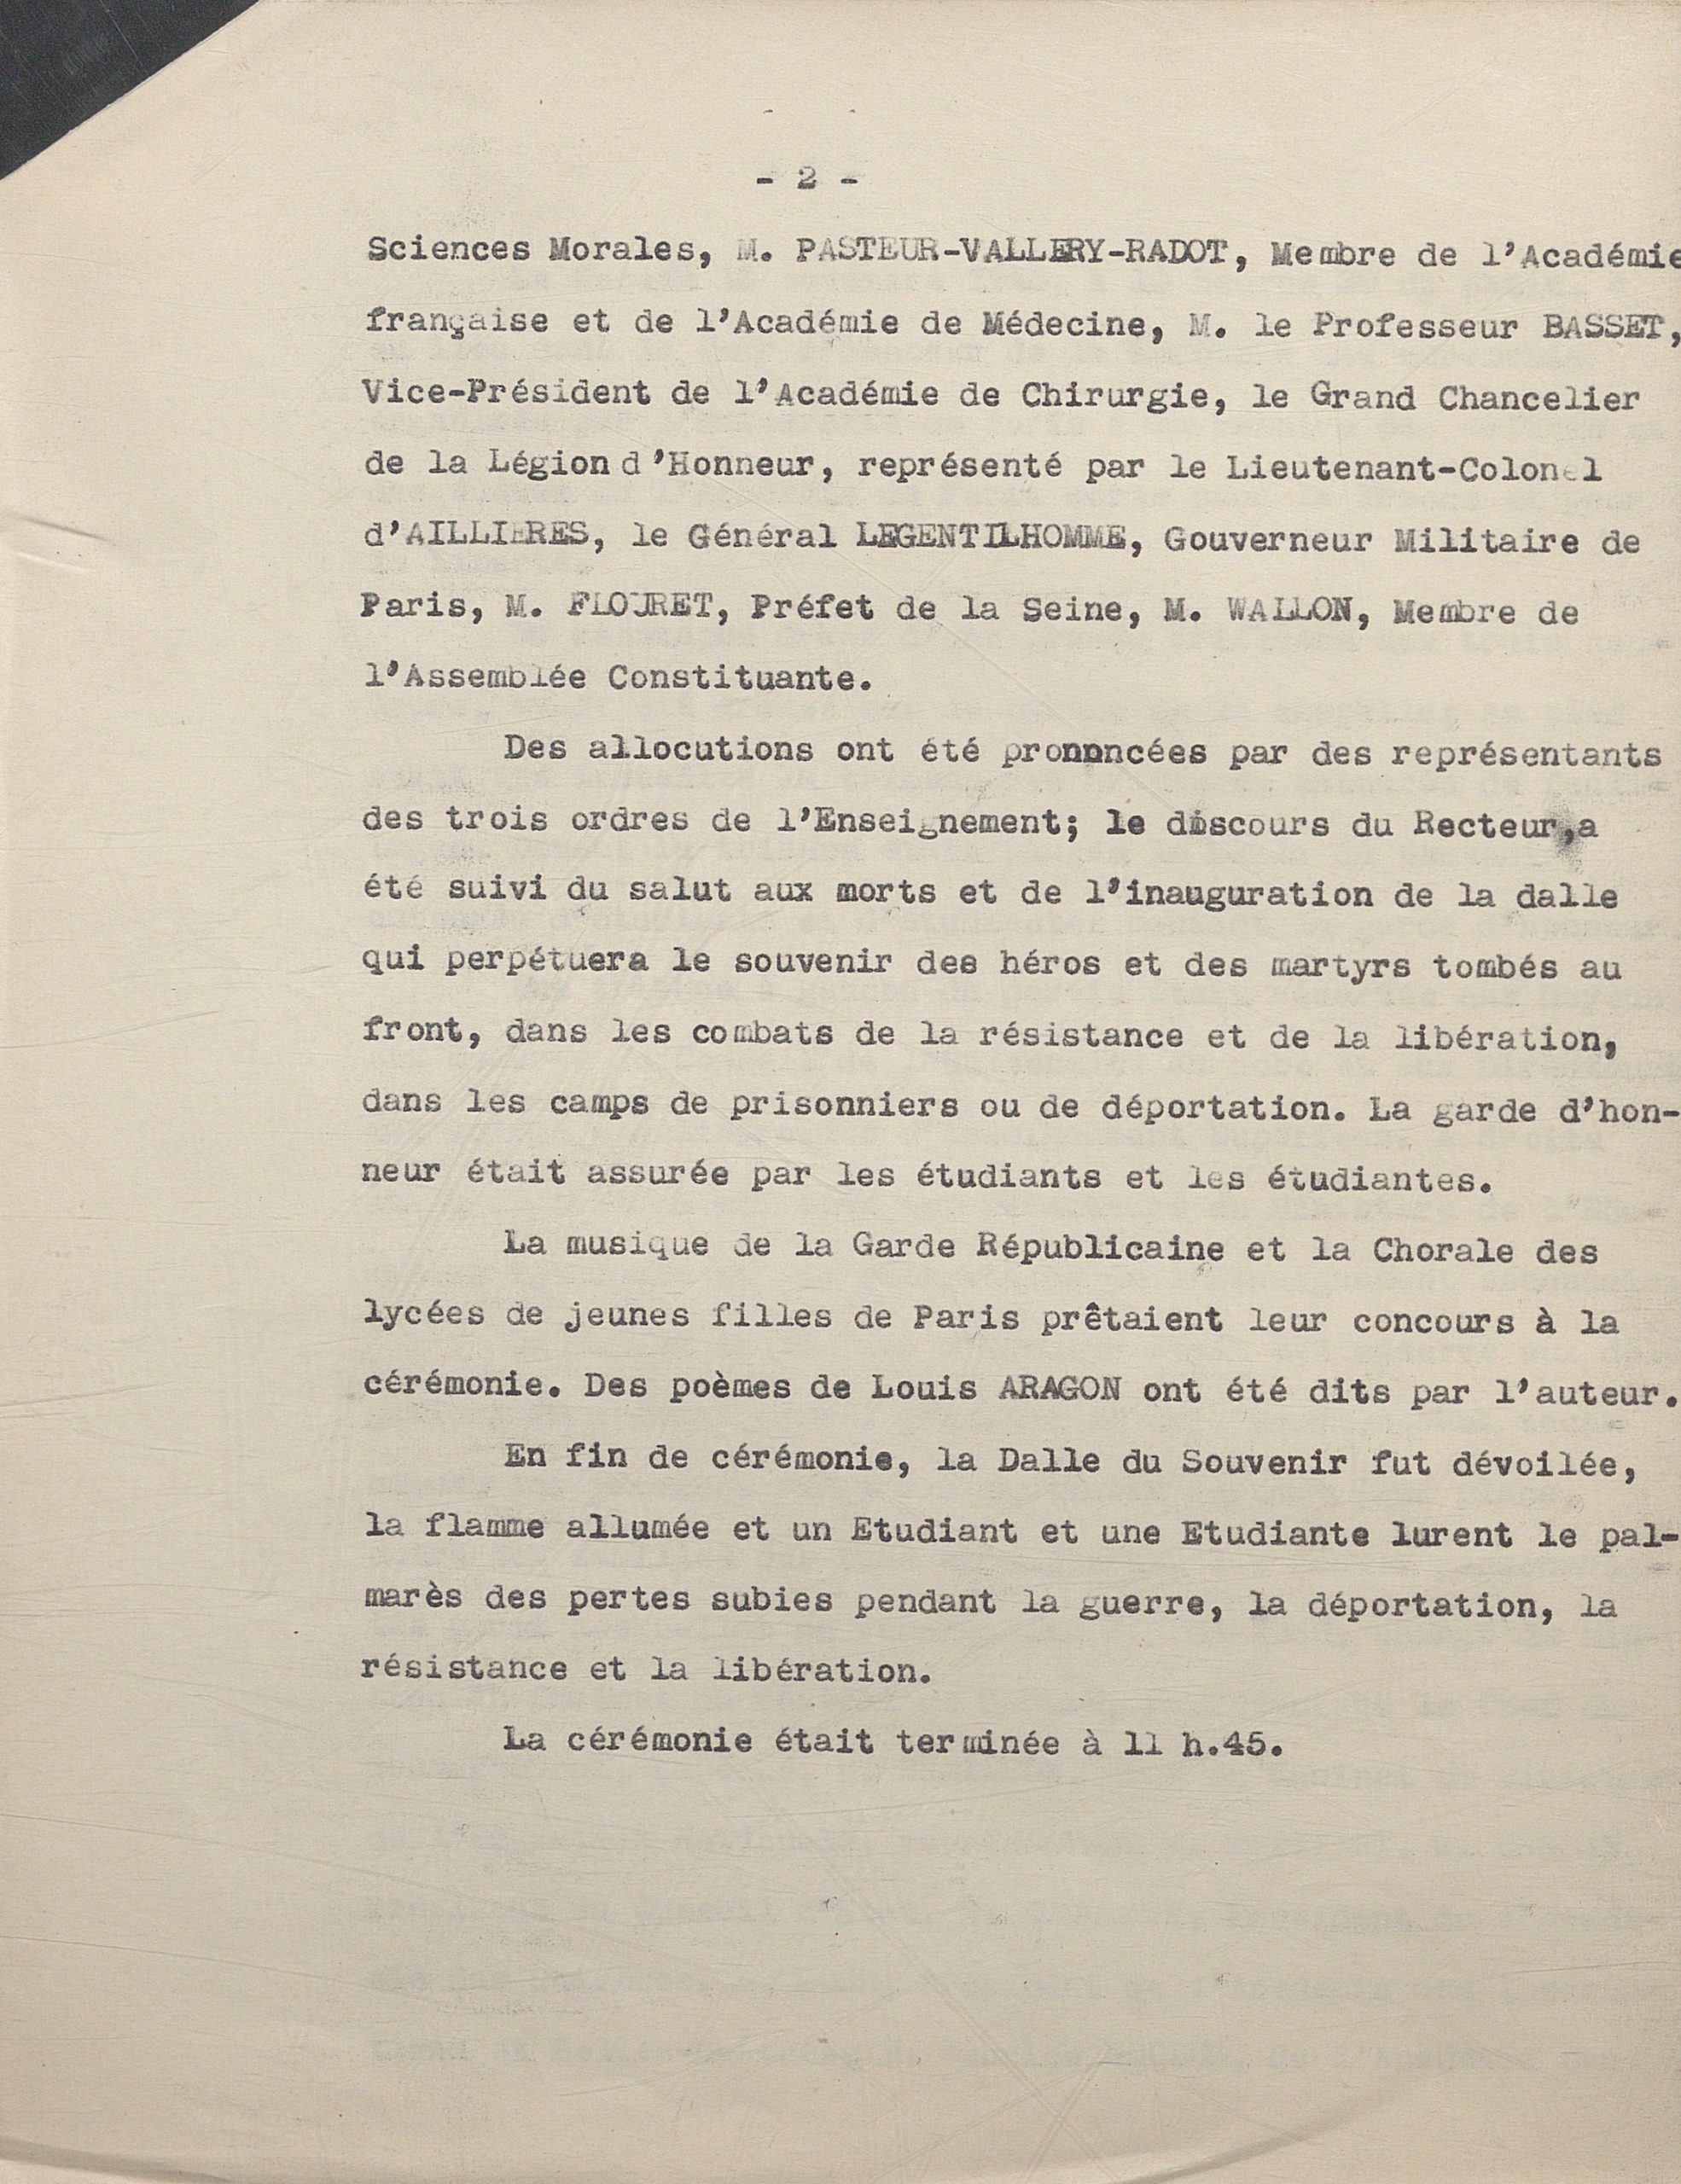 - 2 -
Sciences Morales, M. PASTEUR-VALLERY-RADOT, Membre de l'Académie
française et de l'Académie de Médecine, M. le Professeur BASSET,
Vice-Président de l'Académie de Chirurgie, le Grand Chancelier
de la Légion d'Honneur, représenté par le Lieutenant-Colonel
d'AILLIERES, le Général LEGENTILHOMME, Gouverneur Militaire de
Paris, M. FLOURET, Préfet de la Seine, M. WALLON, Membre de
l'Assemblée Constituante.
Des allocutions ont été prononcées par des représentants
des trois ordres de l'Enseignement; le discours du Recteur,a
été suivi du salut aux morts et de l'inauguration de la dalle
qui perpétuera le souvenir des héros et des martyrs tombés au
front, dans les combats de la résistance et de la libération,
dans les camps de prisonniers ou de déportation. La garde d'hon-
neur était assurée par les étudiants et les étudiantes.
La musique de la Garde Républicaine et la Chorale des
lycées de jeunes filles de Paris prêtaient leur concours à la
cérémonie. Des poèmes de Louis ARAGON ont été dits par l'auteur.
En fin de cérémonie, la Dalle du Souvenir fut dévoilée,
la flamme allumée et un Etudiant et une Etudiante lurent le pal-
marès des pertes subies pendant la guerre, la déportation, la
résistance et la libération.
La cérémonie était terminée à 11 h.45.